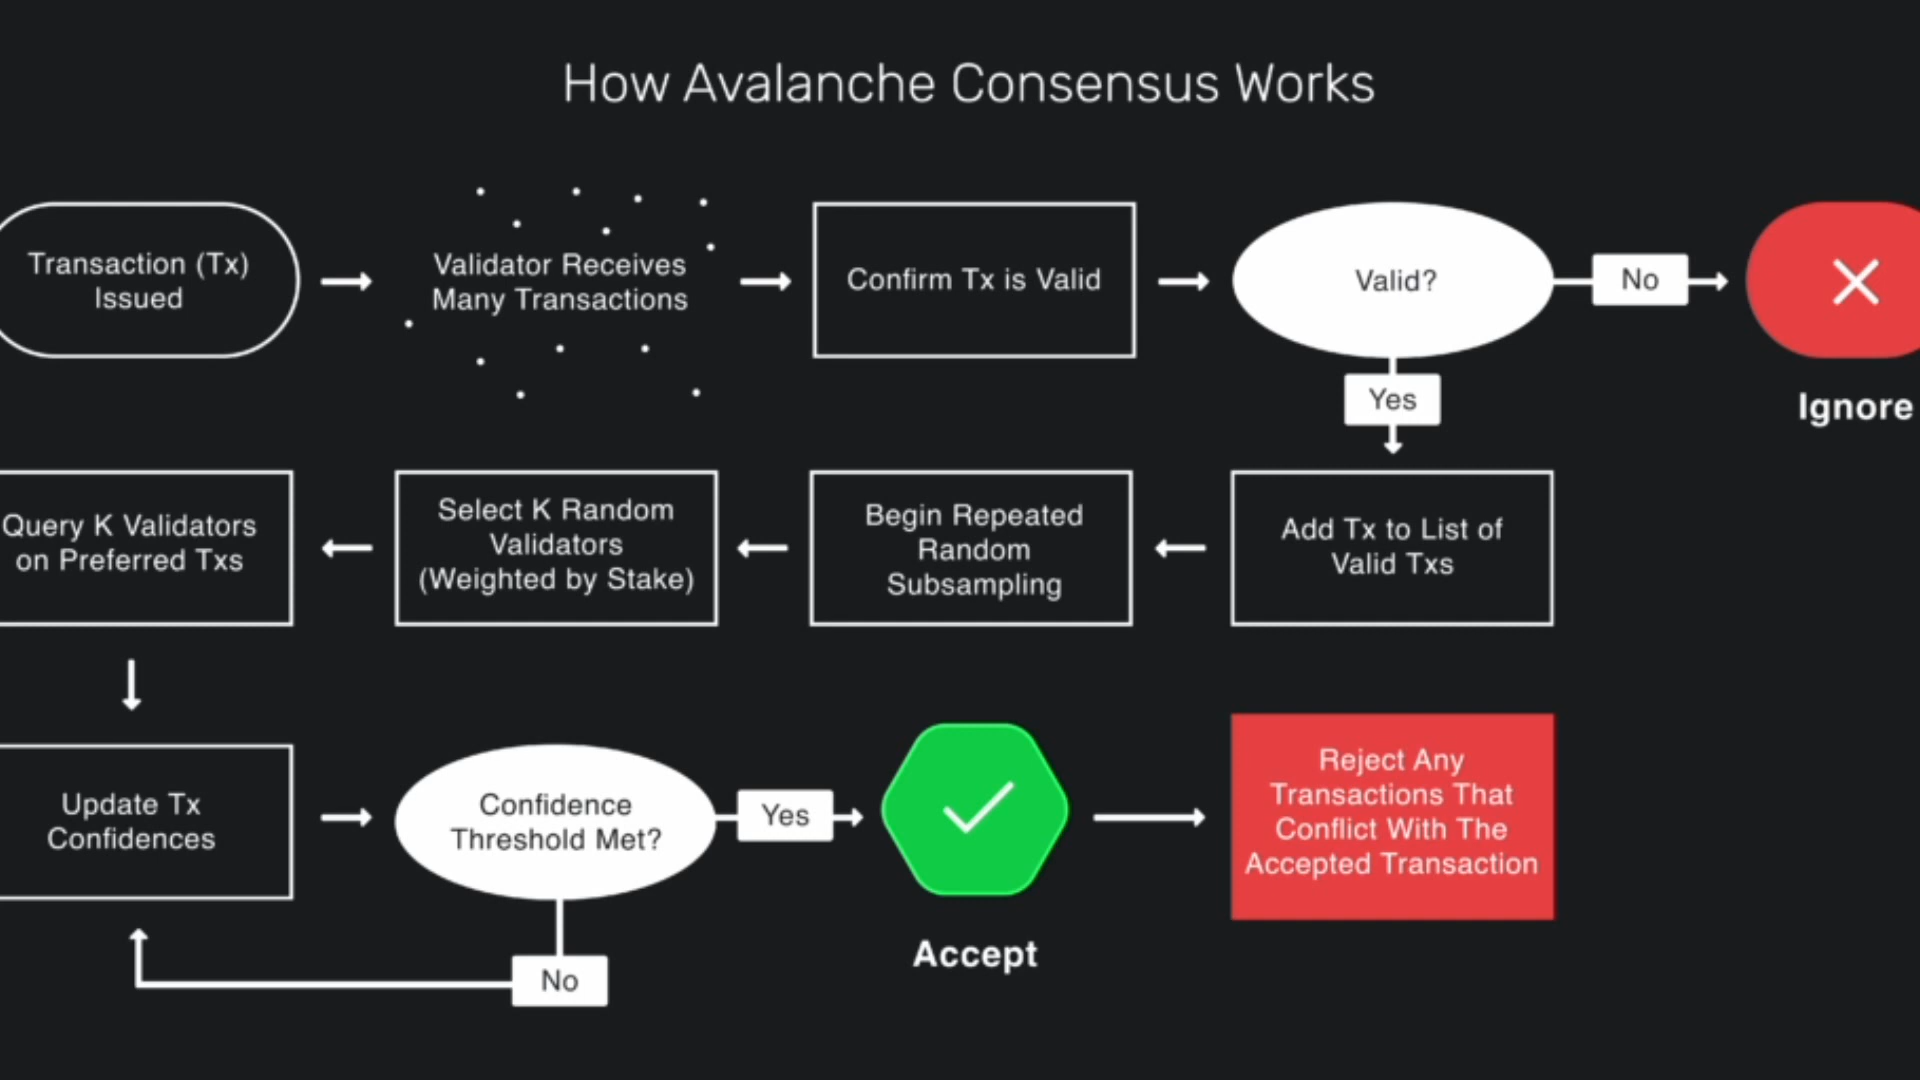 How Avalanche Consensus Works
Transaction (Tx)
Issued
Validator Receives
Many Transactions
Confirm Tx is Valid
Valid?
No
Ignore
Yes
Add Tx to List of
Valid Txs
Begin Repeated
Random
Subsampling
Select K Random
Validators
(Weighted by Stake)
Query K Validators
on Preferred Txs
Update Tx
Confidences
Confidence
Threshold Met?
Yes
No
Accept
Reject Any
Transactions That
Conflict With The
Accepted Transaction